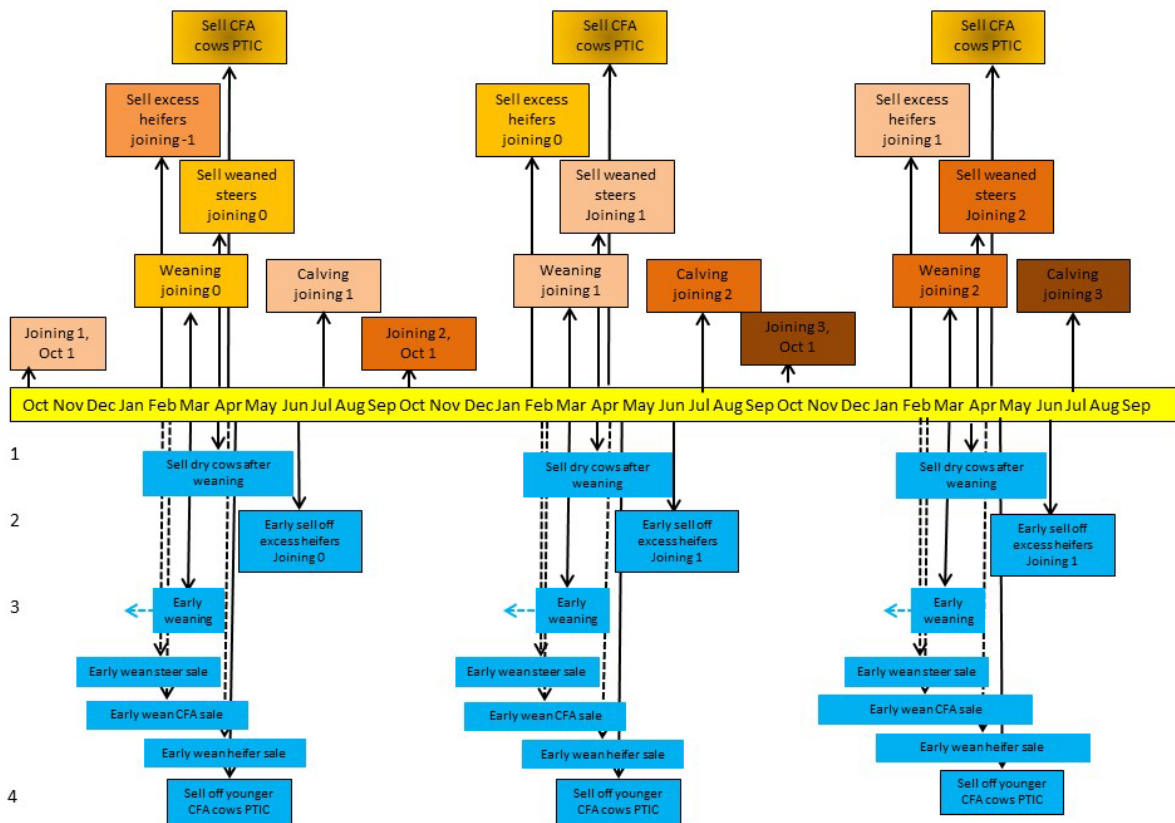 Sell CFA
cows PTIC
Sell CFA
cows PTIC
Sell CFA
cows PTIC
Sell excess
heifers
joining -1
Sell excess
heifers
joining 0
Sell excess
heifers
joining 1
Sell weaned
steers
joining 0
Sell weaned
steers
Joining 1
Sell weaned
steers
Joining 2
Weaning
joining 0
Calving
joining 1
Weaning
joining 1
Calving
joining 2
Weaning
joining 2
Calving
joining 3
Joining 1,
Oct 1
Joining 2,
Oct 1
Joining 3,
Oct 1
Oct Nov Dec Jan Feb Mar Apr May Jun Jul Aug Sep Oct Nov Dec Jan Feb Mar Apr May Jun Jul Aug Sep Oct Nov Dec Jan Feb Mar Apr May Jun Jul Aug Sep
1
Sell dry cows after
weaning
Sell dry cows after
weaning
Sell dry cows after
weaning
2
Early sell off
excess heifers
Joining 0
Early sell off
excess heifers
Joining 1
Early sell off
excess heifers
Joining 1
3
Early
weaning
Early
weaning
Early
weaning
Early wean steer sale
Early wean steer sale
Early wean steer sale
Early wean CFA sale
Early wean CFA sale
Early wean CFA sale
Early wean heifer sale
Early wean heifer sale
Early wean heifer sale
4
Sell off younger
CFA cows PTIC
Sell off younger
CFA cows PTIC
Sell off younger
CFA cows PTIC